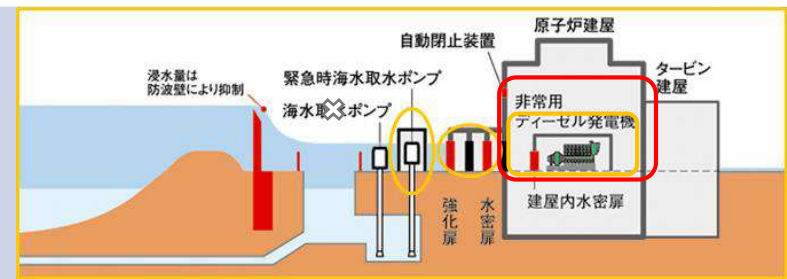 原子炉建屋
自動閉止装置
タービン
建屋
浸水量は
防波壁により抑制
緊急時海水取水ポンプ
非常用
ディーゼル発電機
海水取水ポンプ
強化扉
水密扉
建屋内水密扉